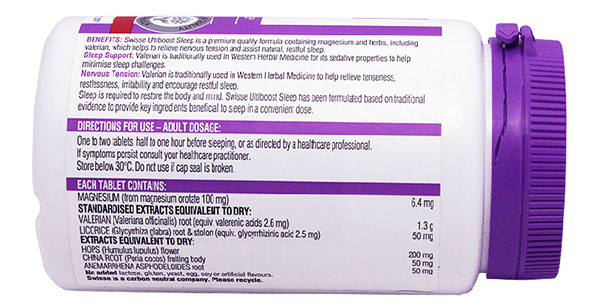 BENEFITS: Swisse Ultiboost Sleep is a premium quality formula containing magnesium and herbs, including
valerian, which helps to relieve nervous tension and assist natural, restful sleep.
Sleep Support: Valerian is traditionally used in Western Herbal Medicine for its sedative properties to help
minimise sleep challenges.
Nervous Tension: Valerian is traditionally used in Western Herbal Medicine to help relieve tenseness,
restlessness, irritability and encourage restful sleep.
Sleep is required to restore the body and mind. Swisse Ultiboost Sleep has been formulated based on traditional
evidence to provide key ingredients beneficial to sleep in a convenient dose.
DIRECTIONS FOR USE – ADULT DOSAGE:
One to two tablets, half to one hour before sleeping, or as directed by a healthcare professional.
If symptoms persist consult your healthcare practitioner.
Store below 30°C. Do not use if cap seal is broken.
EACH TABLET CONTAINS:
MAGNESIUM (from magnesium orotate 100 mg) 6.4 mg
STANDARDISED EXTRACTS EQUIVALENT TO DRY:
VALERIAN (Valeriana officinalis) root (equiv. valerenic acids 2.6 mg) 1.3 g
LICORICE (Glycyrrhiza glabra) root & stolon (equiv. glycyrrhizinic acid 2.5 mg) 50 mg
EXTRACTS EQUIVALENT TO DRY:
HOPS (Humulus lupulus) flower 200 mg
CHINA ROOT (Poria cocos) fruiting body 50 mg
ANEMARRHENA ASPHODELOIDES root 50 mg
No added lactose, gluten, yeast, egg, soy or artificial flavours.
Swisse is a carbon neutral company. Please recycle.